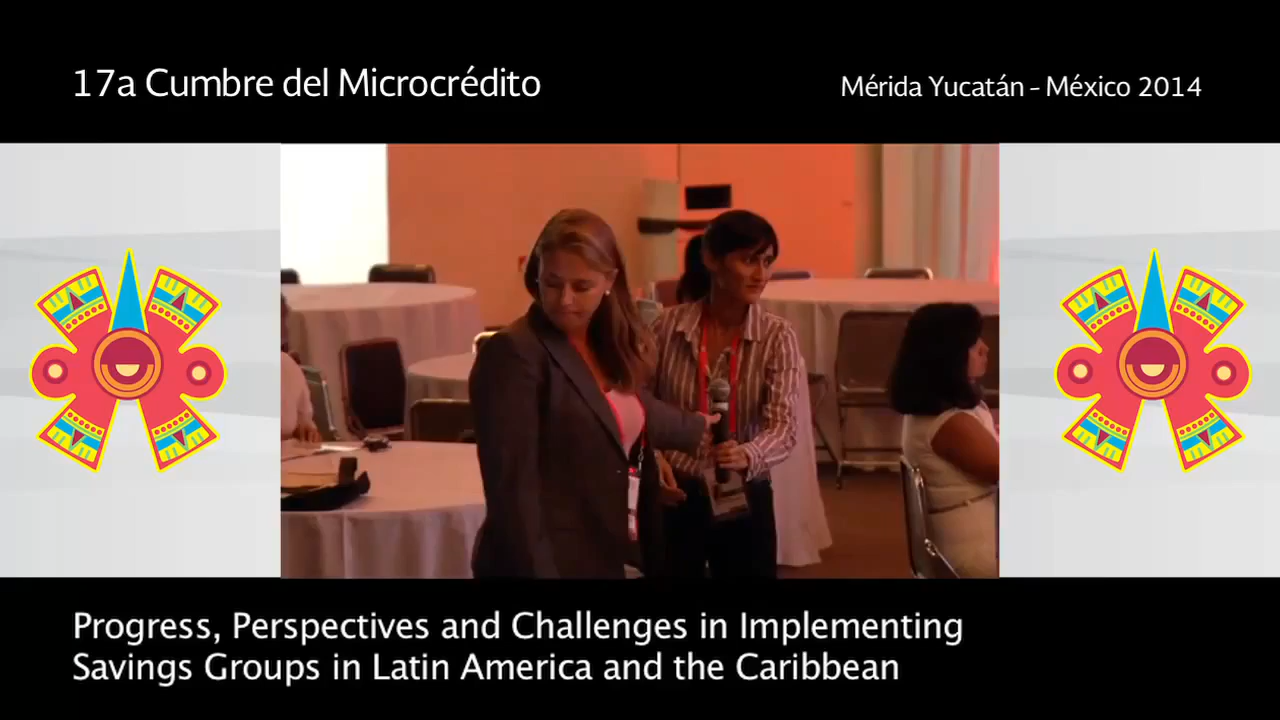 17a Cumbre del Microcrédito
Mérida Yucatán - México 2014
Progress, Perspectives and Challenges in Implementing
Savings Groups in Latin America and the Caribbean